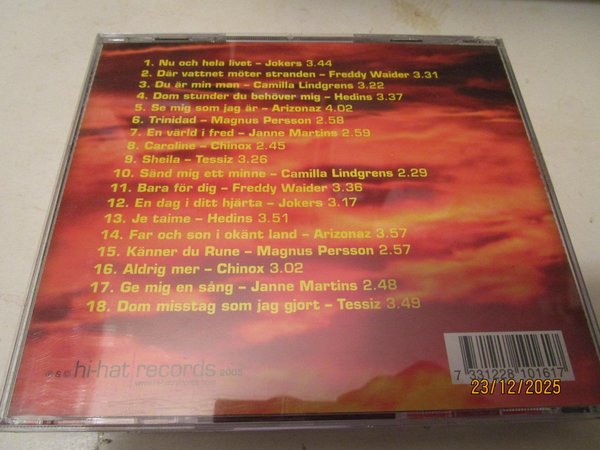 1. Nu och hela livet – Jokers 3.44
2. Där vattnet möter stranden – Freddy Waider 3.31
3. Du är min man – Camilla Lindgrens 3.22
4. Dom stunder du behöver mig – Hedins 3.37
5. Se mig som jag är – Arizonaz 4.02
6. Trinidad – Magnus Persson 2.58
7. En värld i fred – Janne Martins 2.59
8. Caroline – Chinox 2.45
9. Sheila – Tessiz 3.26
10. Sänd mig ett minne – Camilla Lindgrens 2.29
11. Bara för dig – Freddy Waider 3.36
12. En dag i ditt hjärta – Jokers 3.17
13. Je taime – Hedins 3.51
14. Far och son i okänt land – Arizonaz 3.57
15. Känner du Rune – Magnus Persson 2.57
16. Aldrig mer – Chinox 3.02
17. Ge mig en sång – Janne Martins 2.48
18. Dom misstag som jag gjort – Tessiz 3.49
℗ & © hi-hat records 2005
7 331228 101617
23/12/2025